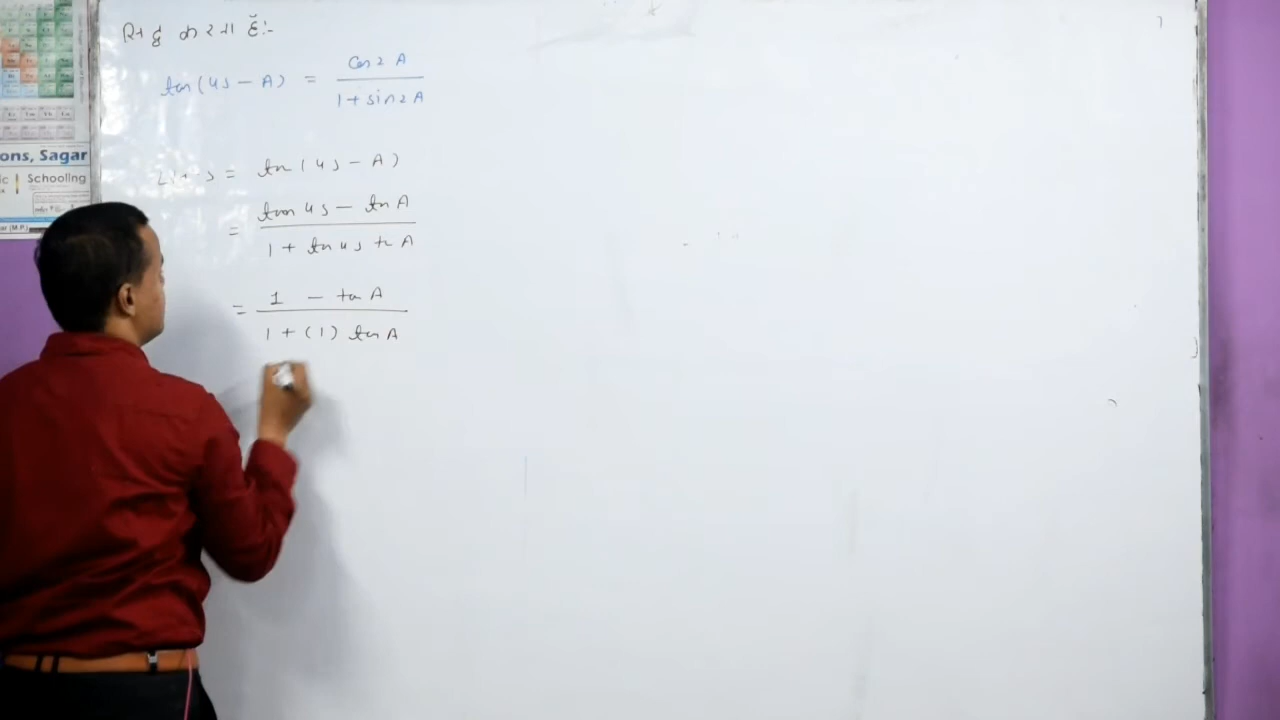 सिद्ध करना है:-
tan(45 - A) = cos 2A / 1 + sin 2A
L.H.S = tan(45 - A)
= tan 45 - tan A / 1 + tan 45 tan A
= 1 - tan A / 1 + (1) tan A
ons, Sagar
Schooling